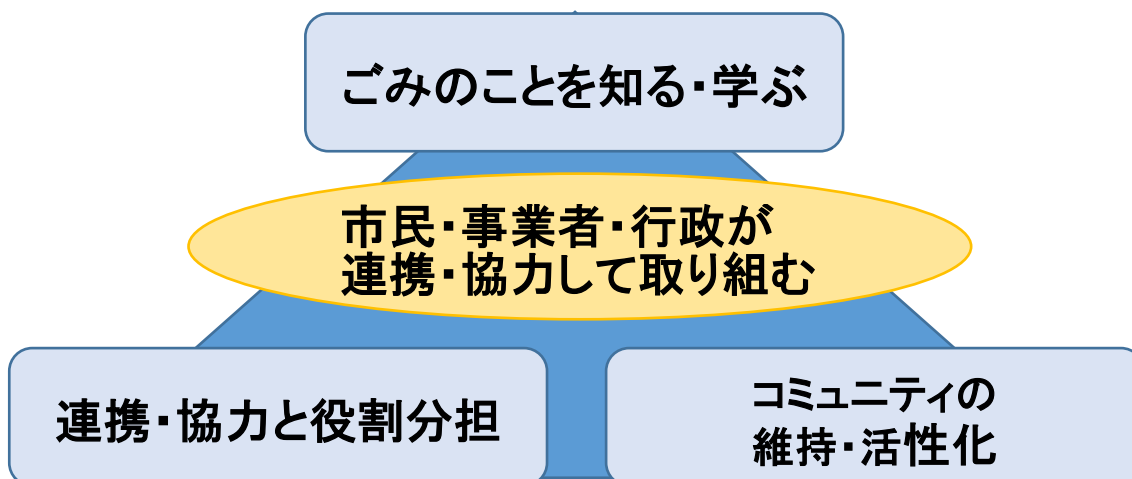 ごみのことを知る・学ぶ
市民・事業者・行政が
連携・協力して取り組む
連携・協力と役割分担
コミュニティの
維持・活性化